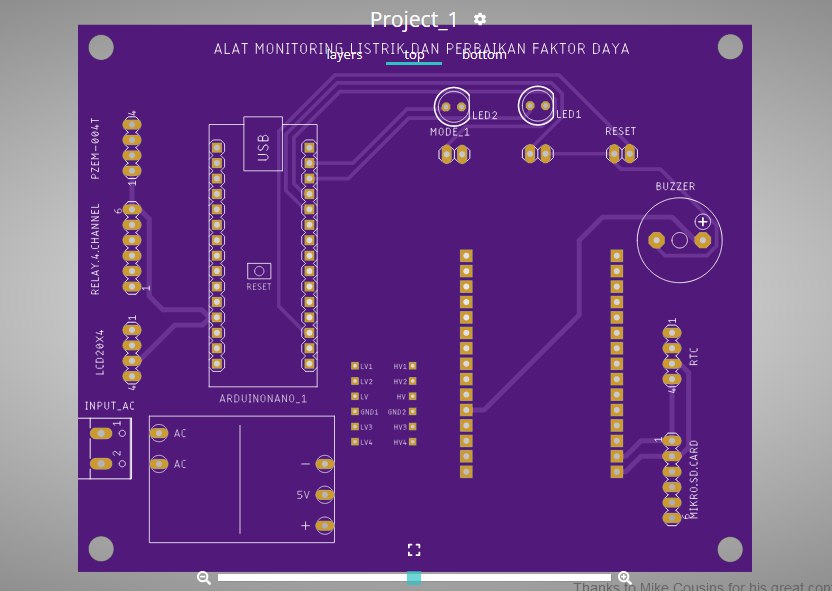 Project_1
ALAT MONITORING LISTRIK DAN PERBAIKAN FAKTOR DAYA
layers top bottom
LED2
LED1
MODE_1
RESET
PZEM-004T
4
1
USB
BUZZER
+
RELAY.4.CHANNEL
6
1
RESET
LCD20X4
1
4
RTC
1
4
LV1 HV1
LV2 HV2
LV HV
GND1 GND2
LV3 HV3
LV4 HV4
ARDUINONANO_1
INPUT_AC
1
2
AC
AC
−
5V
+
MIKRO.SD.CARD
1
6
Thanks to Mike Cousins for his great